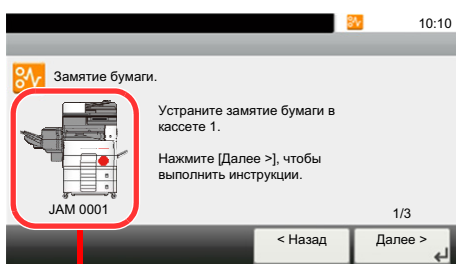 10:10
Замятие бумаги.
Устраните замятие бумаги в
кассете 1.
Нажмите [Далее >], чтобы
выполнить инструкции.
JAM 0001
1/3
< Назад
Далее >